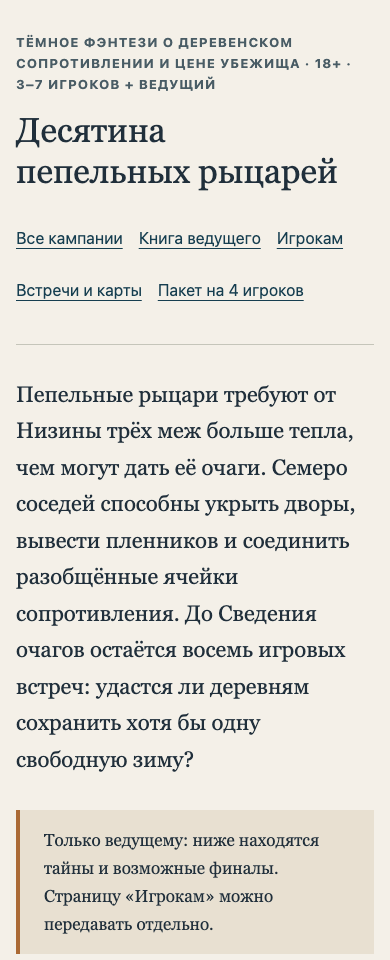 ТЁМНОЕ ФЭНТЕЗИ О ДЕРЕВЕНСКОМ
СОПРОТИВЛЕНИИ И ЦЕНЕ УБЕЖИЩА · 18+ ·
3–7 ИГРОКОВ + ВЕДУЩИЙ
Десятина
пепельных рыцарей
Все кампании Книга ведущего Игрокам
Встречи и карты Пакет на 4 игроков
Пепельные рыцари требуют от
Низины трёх меж больше тепла,
чем могут дать её очаги. Семеро
соседей способны укрыть дворы,
вывести пленников и соединить
разобщённые ячейки
сопротивления. До Сведения
очагов остаётся восемь игровых
встреч: удастся ли деревням
сохранить хотя бы одну
свободную зиму?
Только ведущему: ниже находятся
тайны и возможные финалы.
Страницу «Игрокам» можно
передавать отдельно.